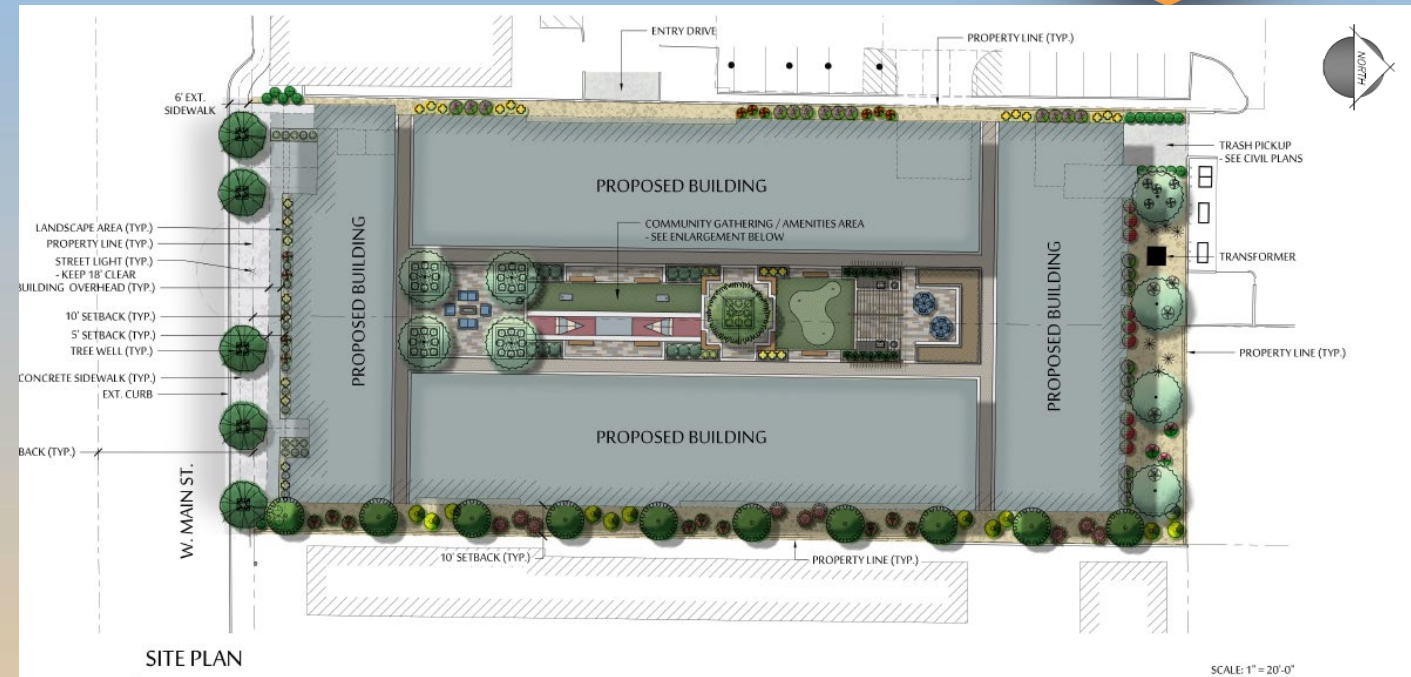 ENTRY DRIVE
PROPERTY LINE (TYP.)
NORTH
6' EXT.
SIDEWALK
TRASH PICKUP
- SEE CIVIL PLANS
PROPOSED BUILDING
COMMUNITY GATHERING / AMENITIES AREA
- SEE ENLARGEMENT BELOW
LANDSCAPE AREA (TYP.)
PROPERTY LINE (TYP.)
STREET LIGHT (TYP.)
- KEEP 18' CLEAR
BUILDING OVERHEAD (TYP.)
10' SETBACK (TYP.)
5' SETBACK (TYP.)
TREE WELL (TYP.)
CONCRETE SIDEWALK (TYP.)
EXT. CURB
BACK (TYP.)
PROPOSED BUILDING
PROPOSED BUILDING
TRANSFORMER
PROPERTY LINE (TYP.)
PROPOSED BUILDING
W. MAIN ST.
10' SETBACK (TYP.)
PROPERTY LINE (TYP.)
SITE PLAN
SCALE: 1" = 20'-0"